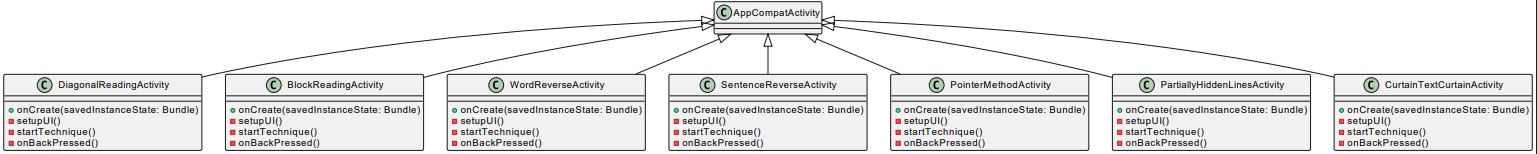 C AppCompatActivity
C DiagonalReadingActivity
onCreate(savedInstanceState: Bundle)
setupUI()
startTechnique()
onBackPressed()
C BlockReadingActivity
onCreate(savedInstanceState: Bundle)
setupUI()
startTechnique()
onBackPressed()
C WordReverseActivity
onCreate(savedInstanceState: Bundle)
setupUI()
startTechnique()
onBackPressed()
C SentenceReverseActivity
onCreate(savedInstanceState: Bundle)
setupUI()
startTechnique()
onBackPressed()
C PointerMethodActivity
onCreate(savedInstanceState: Bundle)
setupUI()
startTechnique()
onBackPressed()
C PartiallyHiddenLinesActivity
onCreate(savedInstanceState: Bundle)
setupUI()
startTechnique()
onBackPressed()
C CurtainTextCurtainActivity
onCreate(savedInstanceState: Bundle)
setupUI()
startTechnique()
onBackPressed()